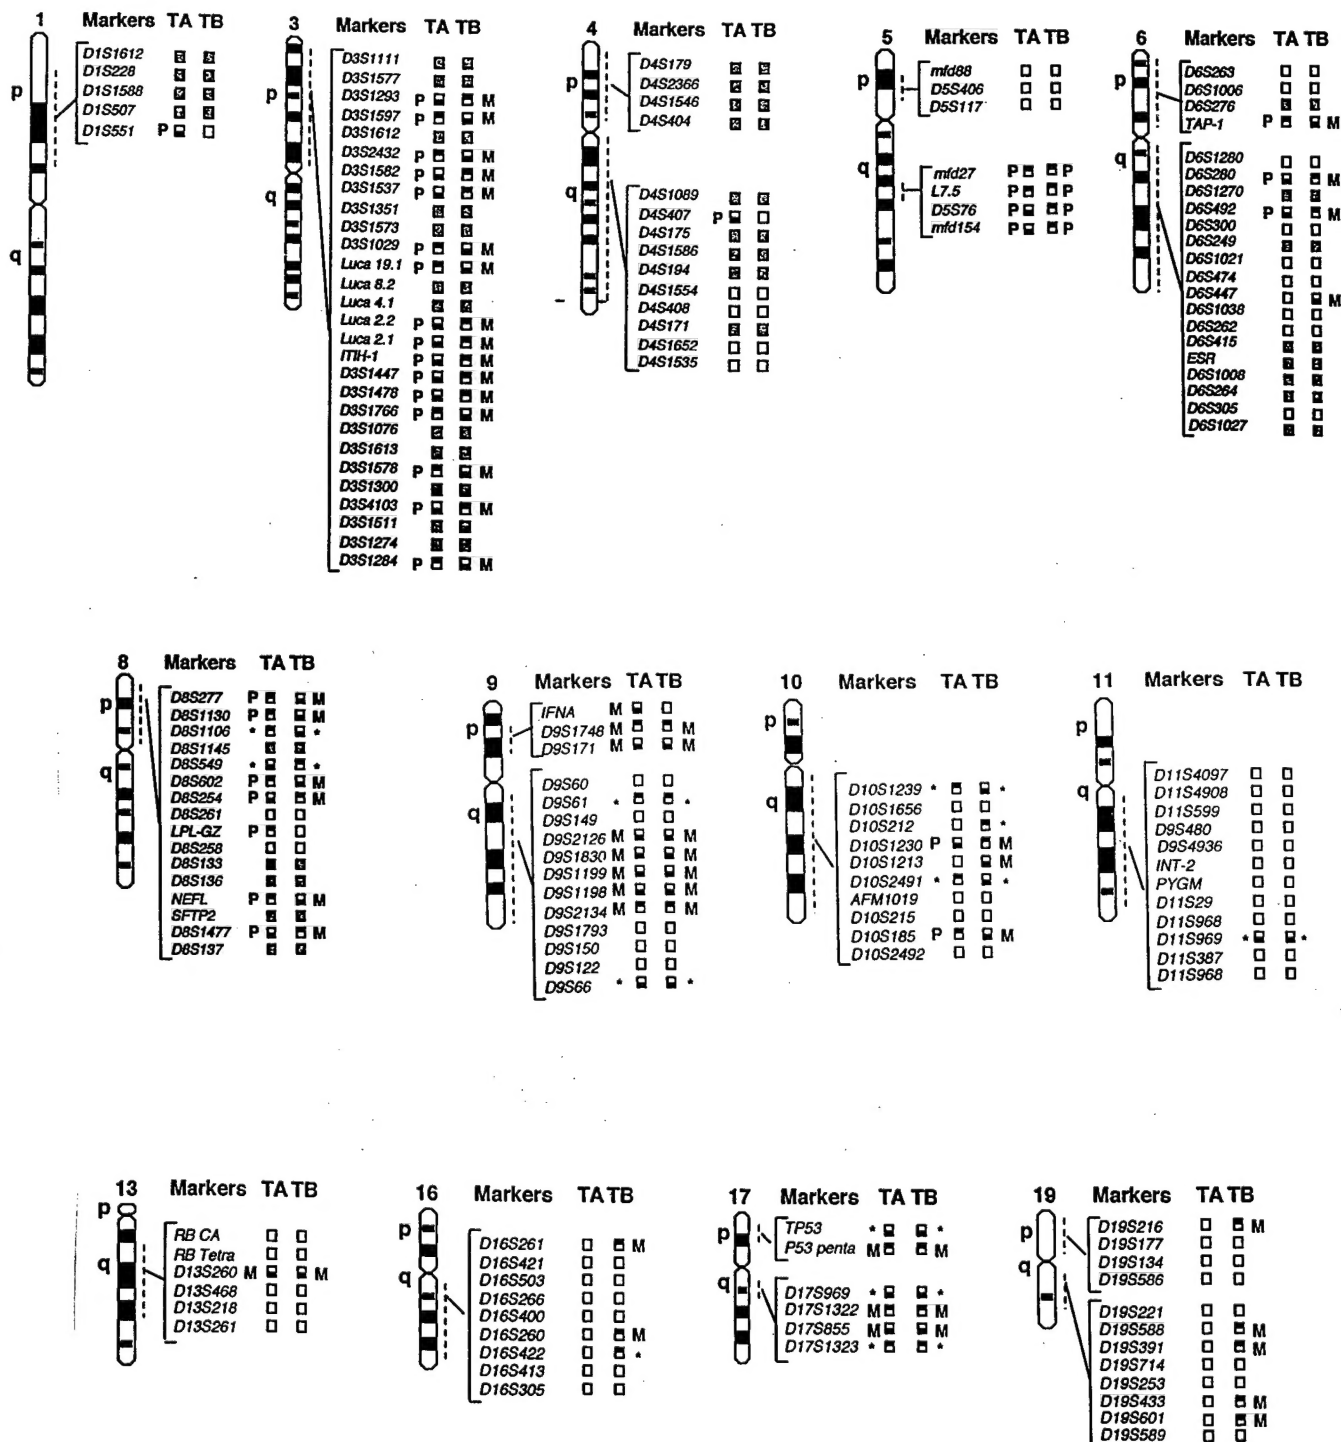 1 Markers TA TB
p
q
D1S1612
D1S228
D1S1588
D1S507
D1S551 P
3 Markers TA TB
p
q
D3S1111
D3S1577
D3S1293 P M
D3S1597 P M
D3S1612
D3S2432 P M
D3S1582 P M
D3S1537 P M
D3S1351
D3S1573
D3S1029 P M
Luca 19.1 P M
Luca 8.2
Luca 4.1
Luca 2.2 P M
Luca 2.1 P M
ITIH-1 P M
D3S1447 P M
D3S1478 P M
D3S1766 P M
D3S1076
D3S1613
D3S1578 P M
D3S1300
D3S4103 P M
D3S1511
D3S1274
D3S1284 P M
4 Markers TA TB
p
q
D4S179
D4S2366
D4S1546
D4S404
D4S1089
D4S407 P
D4S175
D4S1586
D4S194
D4S1554
D4S408
D4S171
D4S1652
D4S1535
5 Markers TA TB
p
q
mfd88
D5S406
D5S117
mfd27 P P
L7.5 P P
D5S76 P P
mfd154 P P
6 Markers TA TB
p
q
D6S263
D6S1006
D6S276
TAP-1 P M
D6S1280
D6S280 P M
D6S1270
D6S492 P M
D6S300
D6S249
D6S1021
D6S474
D6S447 M
D6S1038
D6S262
D6S415
ESR
D6S1008
D6S264
D6S305
D6S1027
8 Markers TA TB
p
q
D8S277 P M
D8S1130 P M
D8S1106 * *
D8S1145
D8S549 * *
D8S602 P M
D8S254 P M
D8S261
LPL-GZ P
D8S258
D8S133
D8S136
NEFL P M
SFTP2
D8S1477 P M
D8S137
9 Markers TA TB
p
q
IFNA M
D9S1748 M M
D9S171 M M
D9S60
D9S61 * *
D9S149
D9S2126 M M
D9S1830 M M
D9S1199 M M
D9S1198 M M
D9S2134 M M
D9S1793
D9S150
D9S122
D9S66 * *
10 Markers TA TB
p
q
D10S1239 * *
D10S1656
D10S212 *
D10S1230 P M
D10S1213 M
D10S2491 * *
AFM1019
D10S215
D10S185 P M
D10S2492
11 Markers TA TB
p
q
D11S4097
D11S4908
D11S599
D9S480
D9S4936
INT-2
PYGM
D11S29
D11S968
D11S969 * *
D11S387
D11S968
13 Markers TA TB
p
q
RB CA
RB Tetra
D13S260 M M
D13S468
D13S218
D13S261
16 Markers TA TB
p
q
D16S261 M
D16S421
D16S503
D16S266
D16S400
D16S260 M
D16S422 *
D16S413
D16S305
17 Markers TA TB
p
q
TP53 * *
P53 penta M M
D17S969 * *
D17S1322 M M
D17S855 M M
D17S1323 * *
19 Markers TA TB
p
q
D19S216 M
D19S177
D19S134
D19S586
D19S221
D19S588 M
D19S391 M
D19S714
D19S253
D19S433 M
D19S601 M
D19S589